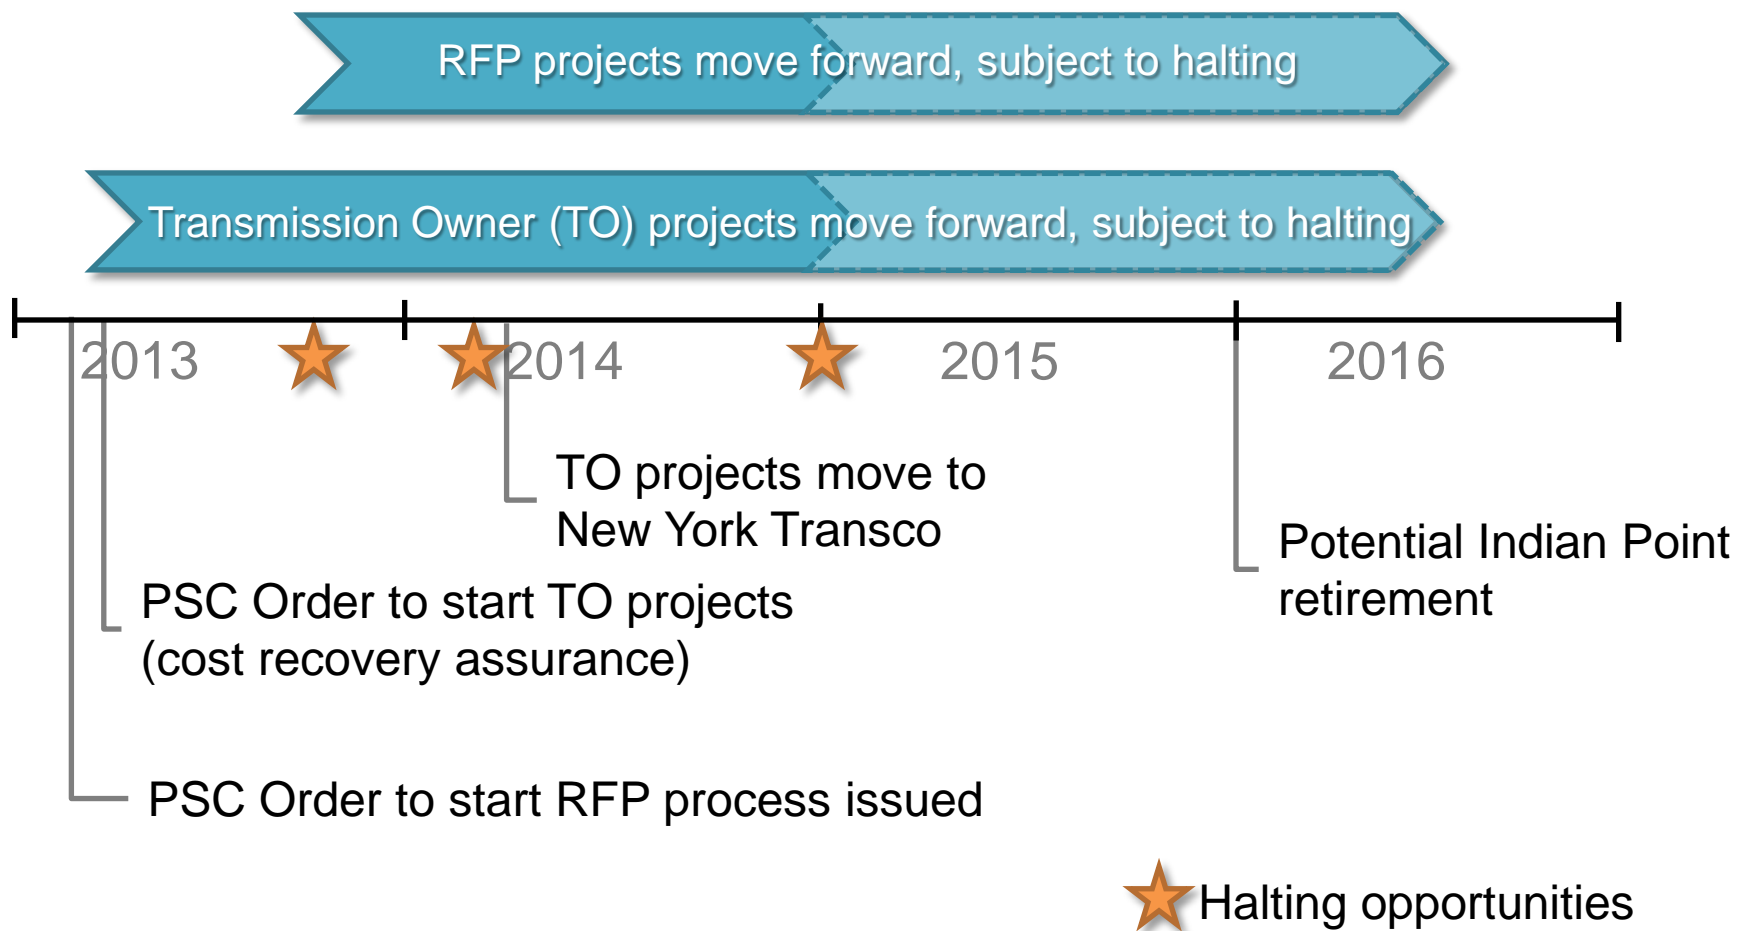 RFP projects move forward, subject to halting
Transmission Owner (TO) projects move forward, subject to halting
2013
2014
2015
2016
TO projects move to
New York Transco
Potential Indian Point
retirement
PSC Order to start TO projects
(cost recovery assurance)
PSC Order to start RFP process issued
Halting opportunities